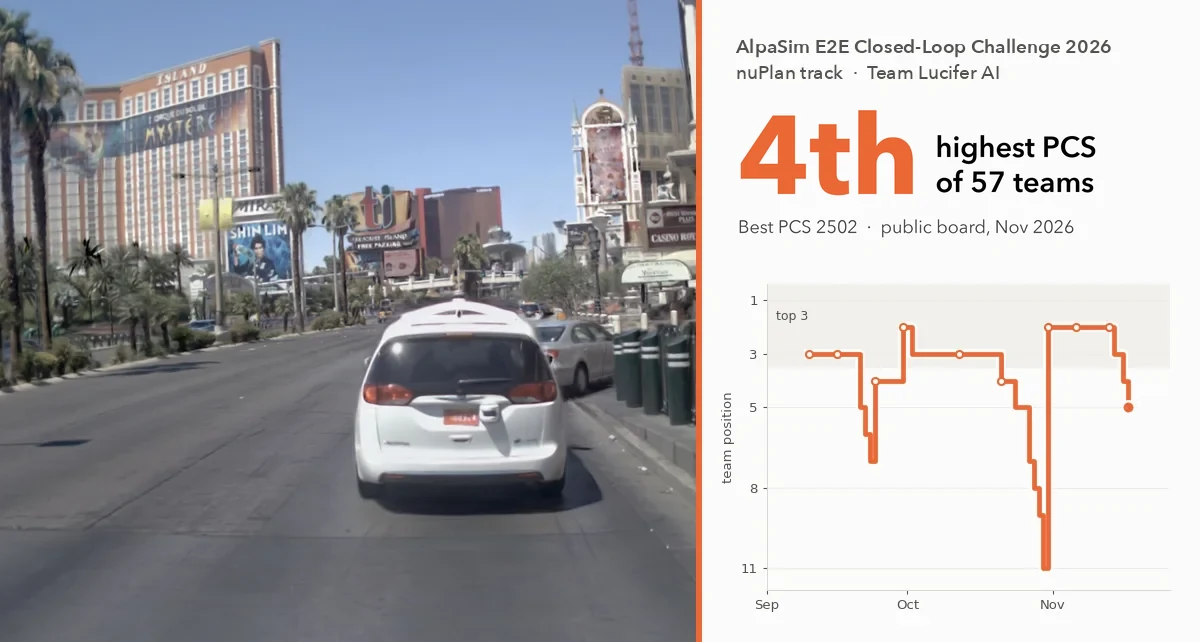 ISLAND
MYSTÈRE
SHIN LIM
ti
FREE PARKING
CASINO
AlpaSim E2E Closed-Loop Challenge 2026
nuPlan track · Team Lucifer AI
4th
highest PCS
of 57 teams
Best PCS 2502 · public board, Nov 2026
top 3
team position
1
3
5
8
11
Sep
Oct
Nov